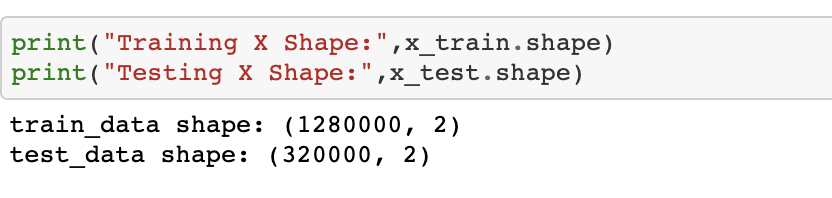 print("Training X Shape:",x_train.shape)
print("Testing X Shape:",x_test.shape)
train_data shape: (1280000, 2)
test_data shape: (320000, 2)